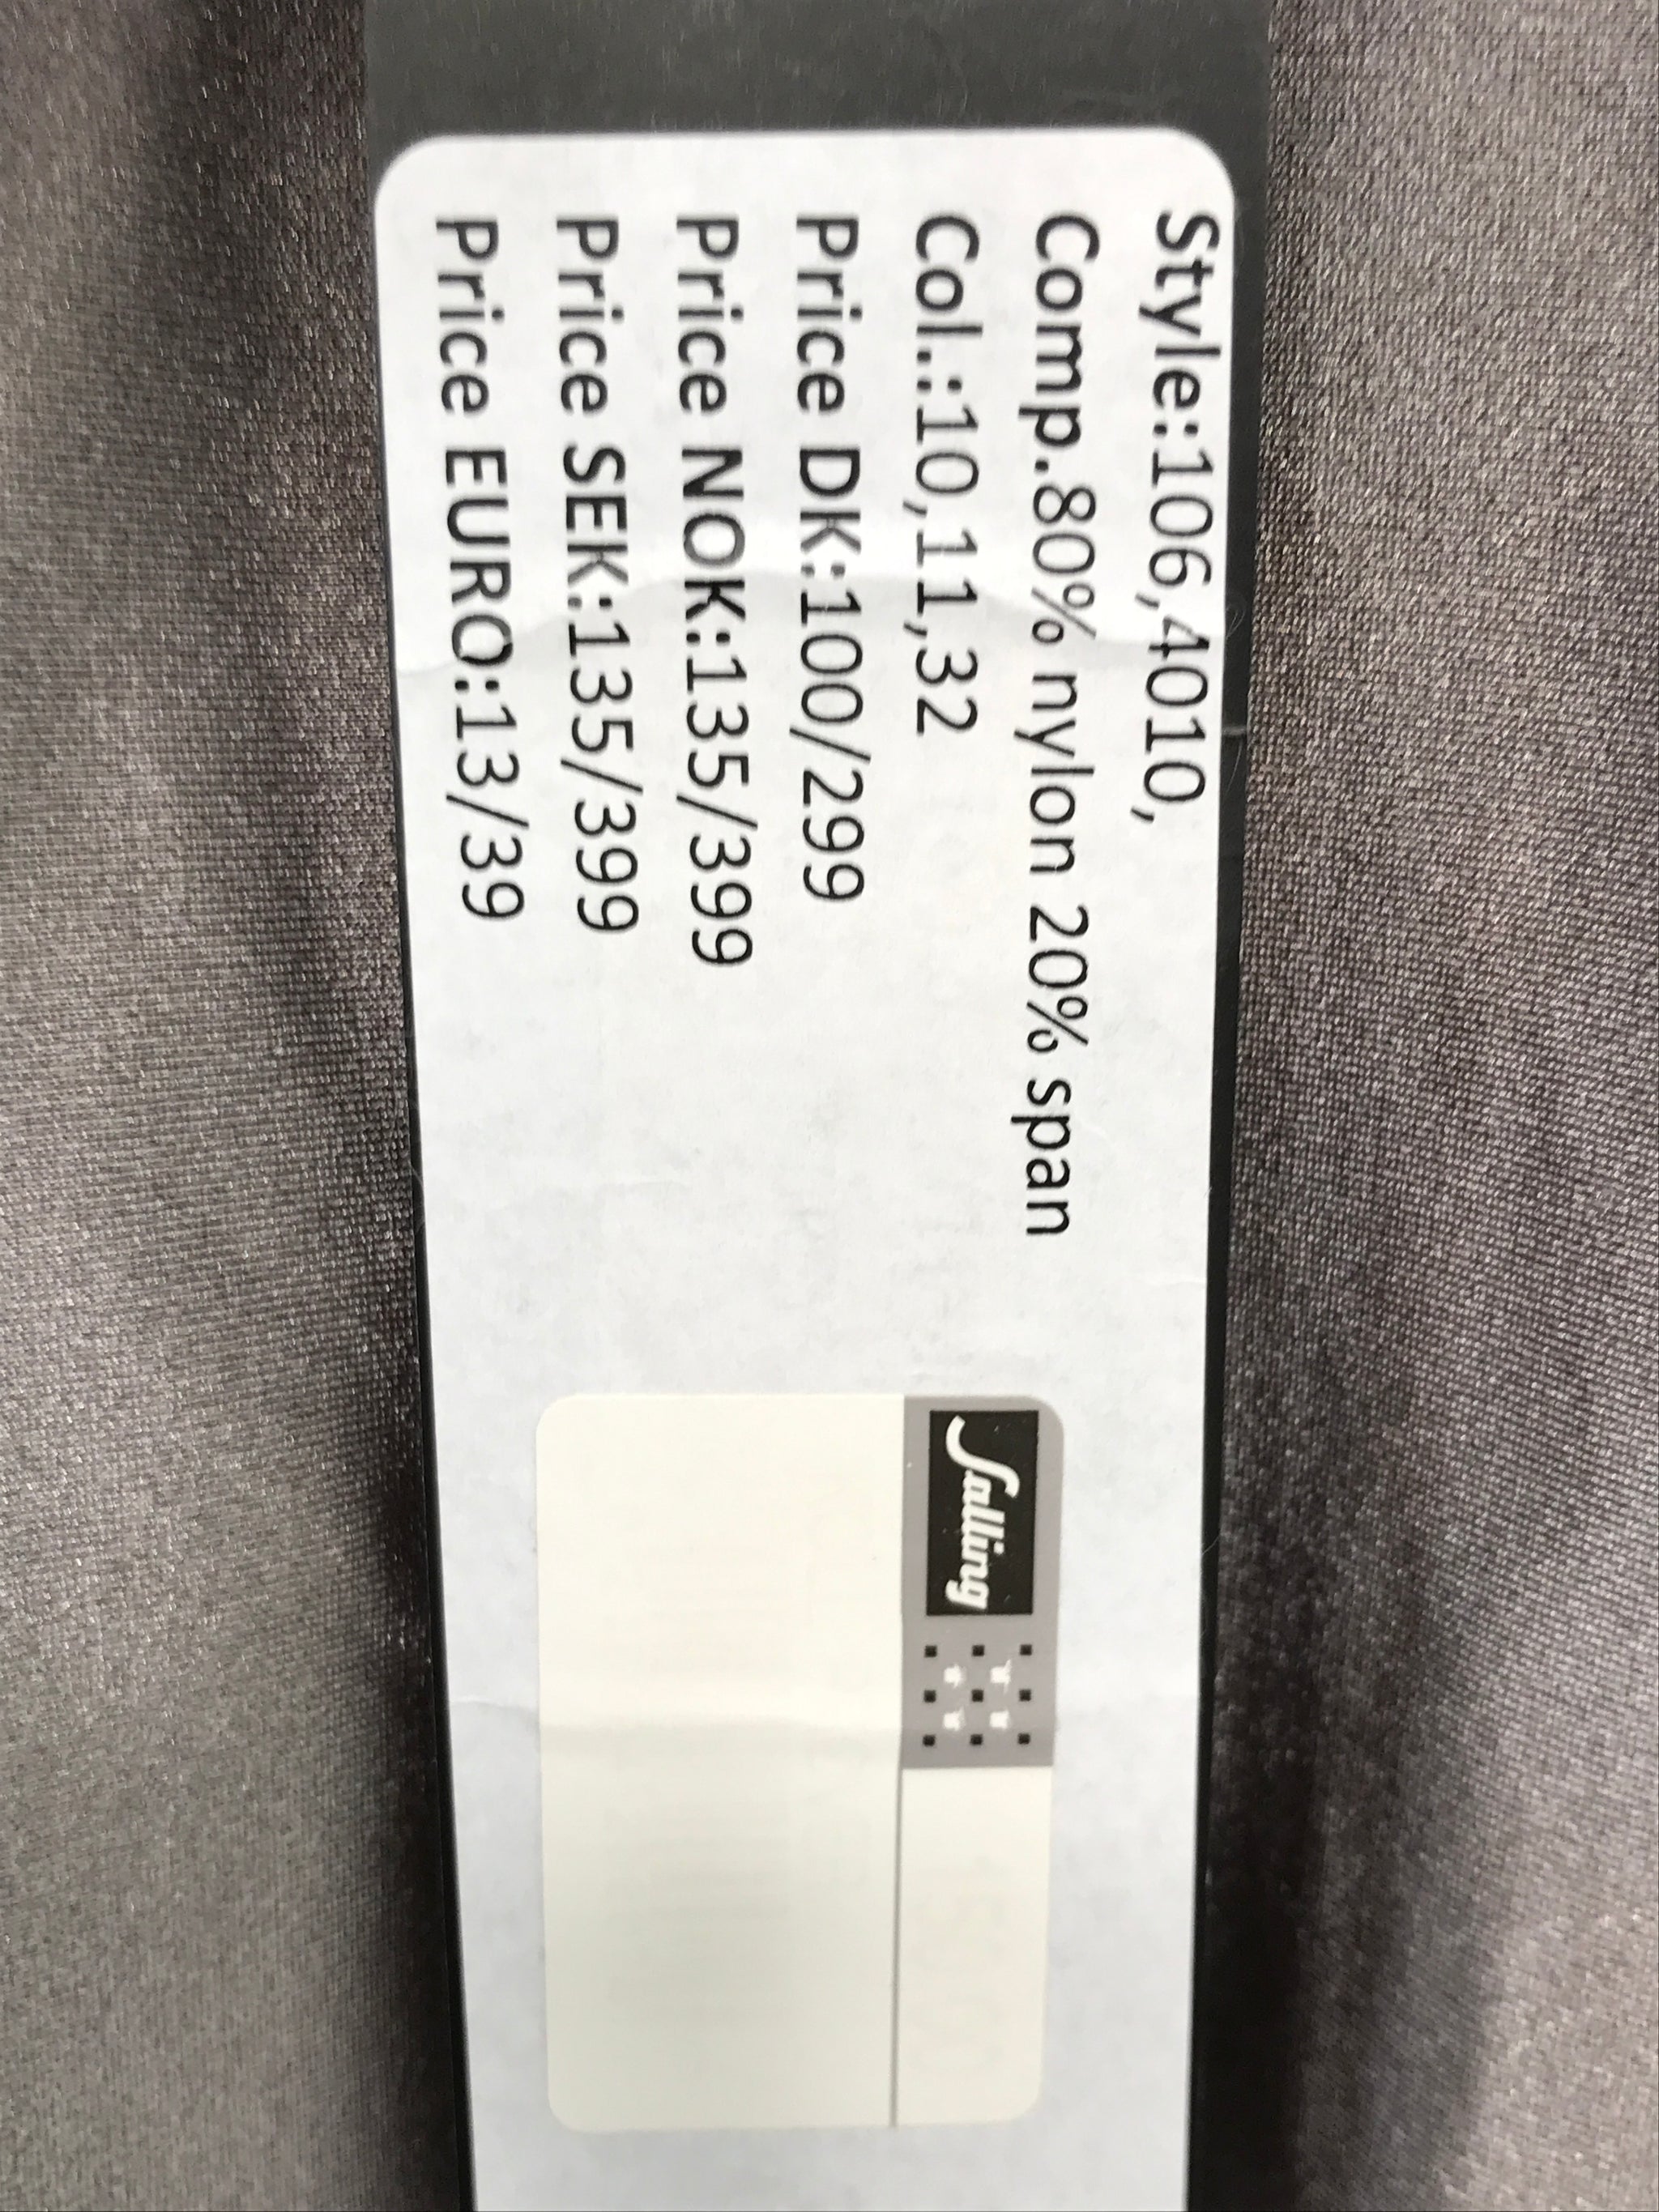 Style:106,4010,
Comp.80% nylon 20% span
Col.:10,11,32
Price DK:100/299
Price NOK:135/399
Price SEK:135/399
Price EURO:13/39
Salling